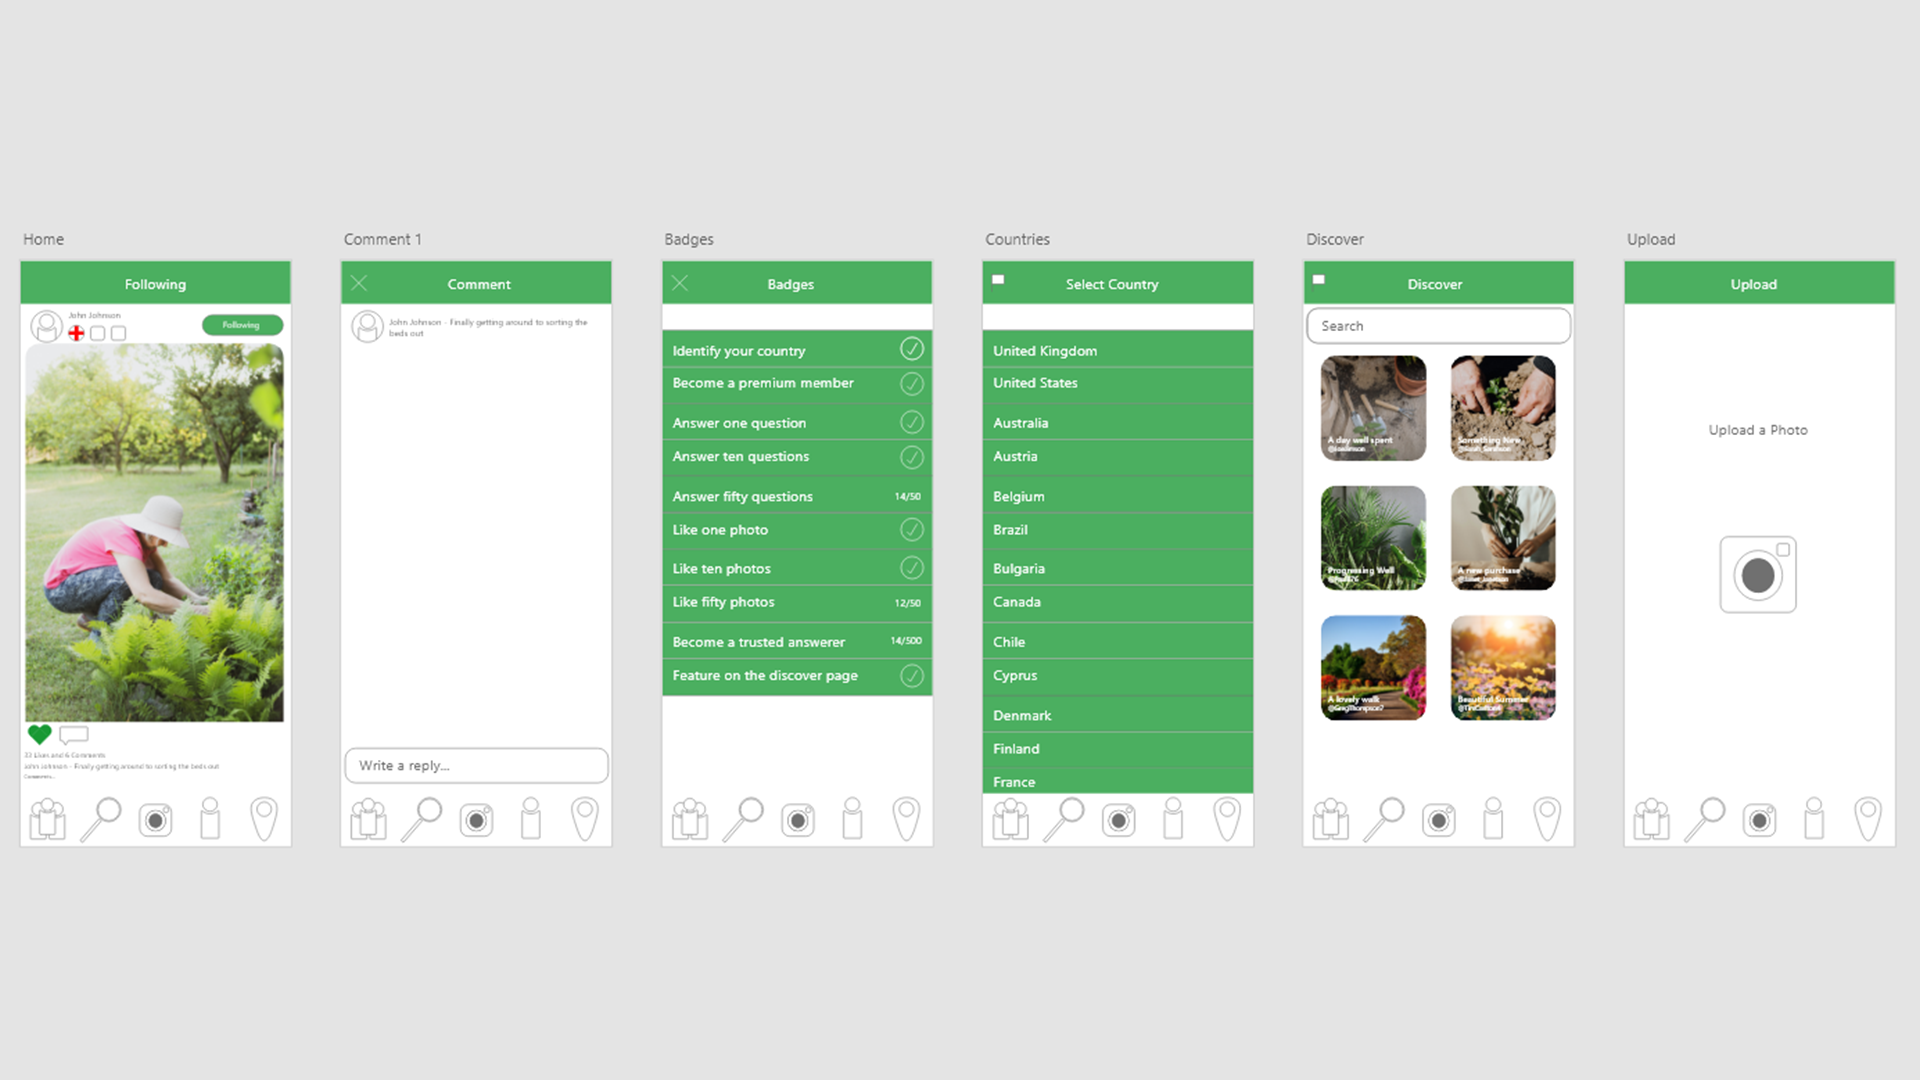 Home
Following
John Johnson
Following
33 Likes and 6 Comments
John Johnson - Finally getting around to sorting the beds out
Comment 1
Comment
John Johnson - Finally getting around to sorting the
beds out
Write a reply...
Badges
Badges
Identify your country
Become a premium member
Answer one question
Answer ten questions
Answer fifty questions 14/50
Like one photo
Like ten photos
Like fifty photos 12/50
Become a trusted answerer 14/500
Feature on the discover page
Countries
Select Country
United Kingdom
United States
Australia
Austria
Belgium
Brazil
Bulgaria
Canada
Chile
Cyprus
Denmark
Finland
France
Discover
Discover
Search
A day well spent
Something New
Progressing Well
A new purchase
A lovely walk
Beautiful Summer
Upload
Upload
Upload a Photo